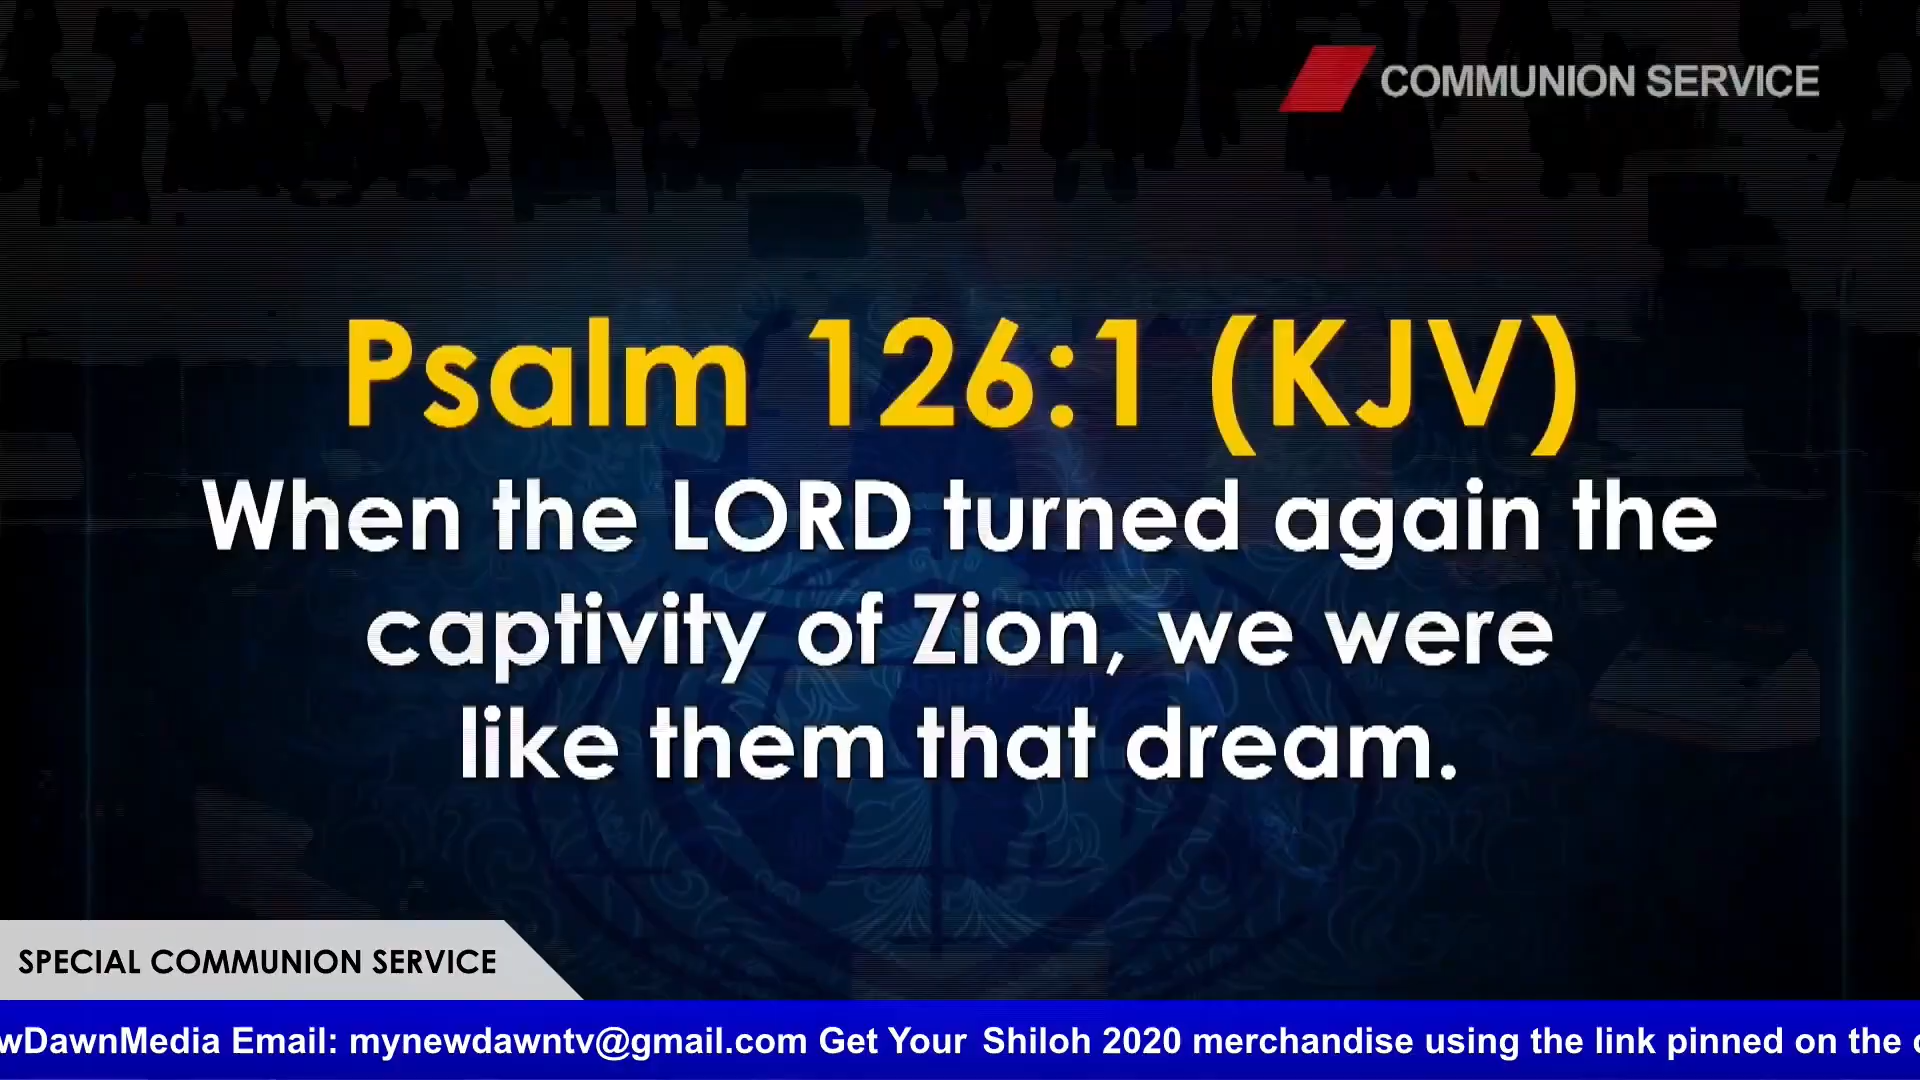 COMMUNION SERVICE
Psalm 126:1 (KJV)
When the LORD turned again the
captivity of Zion, we were
like them that dream.
SPECIAL COMMUNION SERVICE
wDawnMedia Email: mynewdawntv@gmail.com Get Your Shiloh 2020 merchandise using the link pinned on the